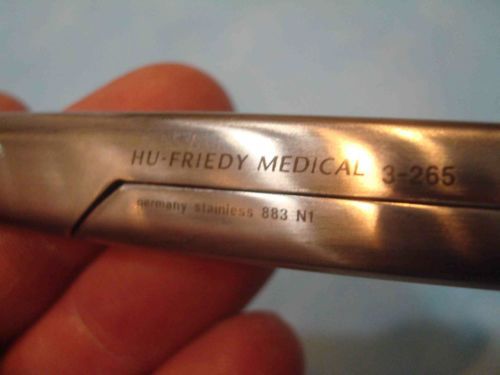 HU-FRIEDY MEDICAL 3-265
germany stainless 883 N1